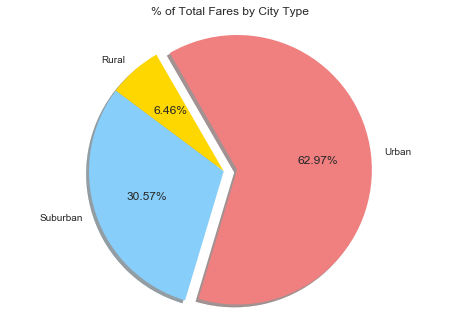 % of Total Fares by City Type
Rural
6.46%
Urban
62.97%
30.57%
Suburban